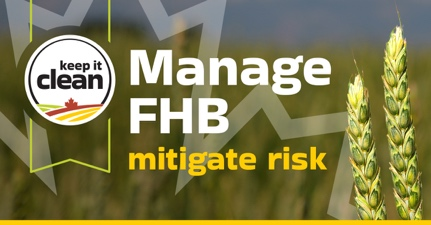 keep it
clean
Manage
FHB
mitigate risk